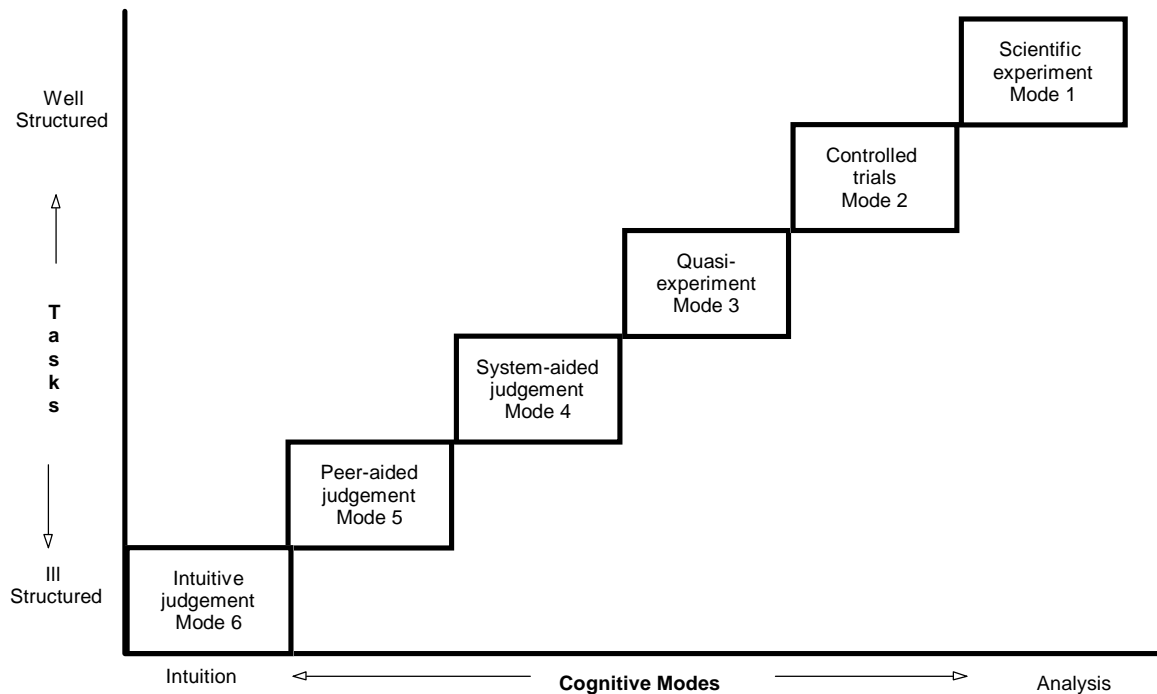 Scientific
experiment
Mode 1
Well
Structured
Controlled
trials
Mode 2
Quasi-
experiment
Mode 3
T
a
s
k
s
System-aided
judgement
Mode 4
Peer-aided
judgement
Mode 5
Ill
Structured
Intuitive
judgement
Mode 6
Intuition
Cognitive Modes
Analysis